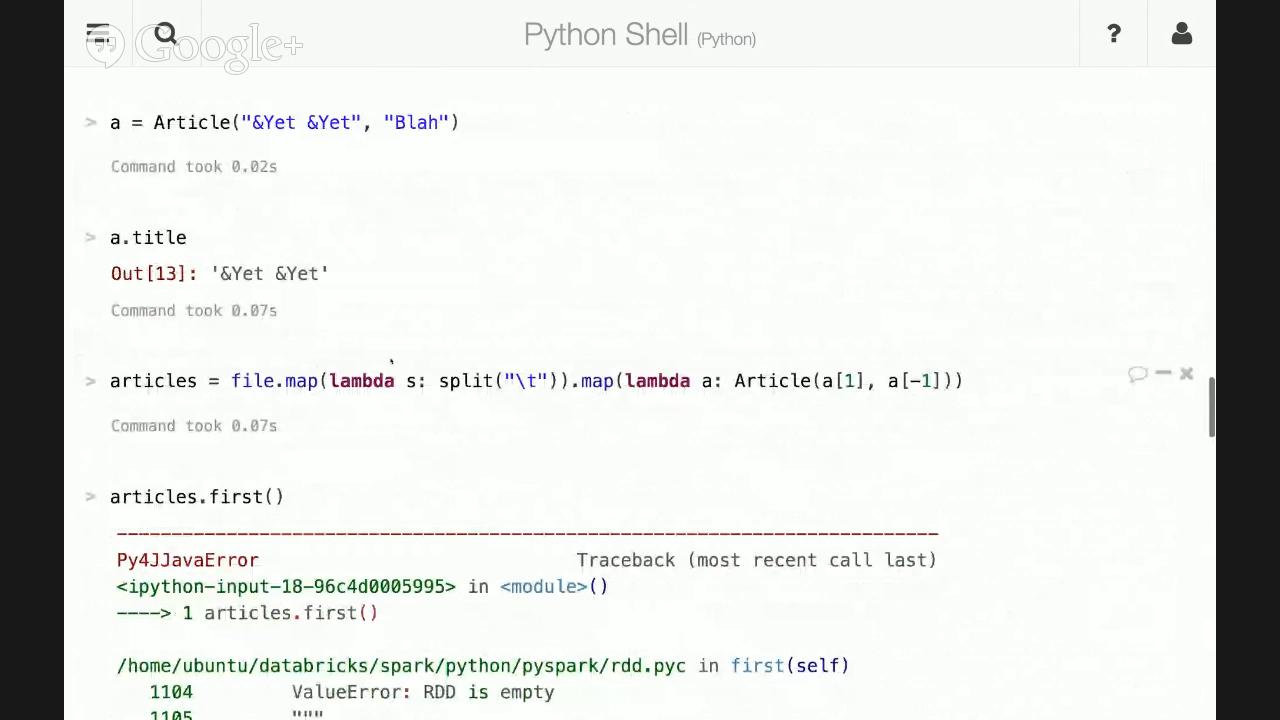 Google+
Python Shell (Python)
?
> a = Article("&Yet &Yet", "Blah")
Command took 0.02s
> a.title
Out[13]: '&Yet &Yet'
Command took 0.07s
> articles = file.map(lambda s: split("\t")).map(lambda a: Article(a[1], a[-1]))
Command took 0.07s
> articles.first()
---------------------------------------------------------------------------
Py4JJavaError Traceback (most recent call last)
<ipython-input-18-96c4d0005995> in <module>()
----> 1 articles.first()
/home/ubuntu/databricks/spark/python/pyspark/rdd.pyc in first(self)
1104 ValueError: RDD is empty
1105 """